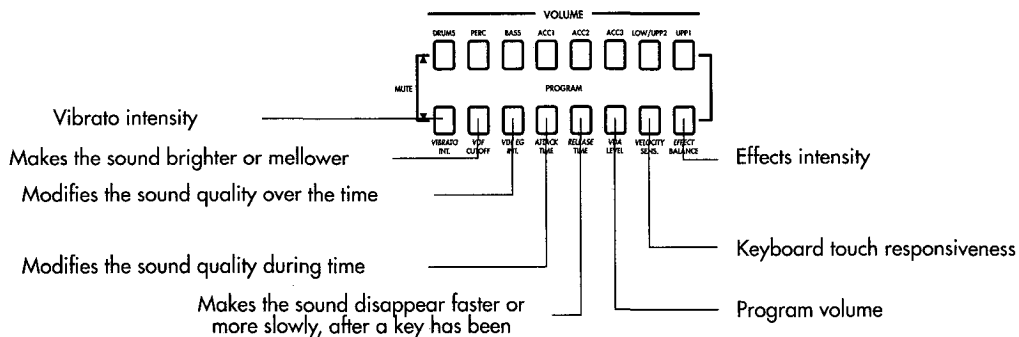 VOLUME
DRUMS PERC BASS ACC1 ACC2 ACC3 LOW/UPP2 UPP1
MUTE
PROGRAM
VIBRATO INT. VDF CUTOFF VDF EG INT. ATTACK TIME RELEASE TIME VDA LEVEL VELOCITY SENS. EFFECT BALANCE
Vibrato intensity
Makes the sound brighter or mellower
Modifies the sound quality over the time
Modifies the sound quality during time
Makes the sound disappear faster or
more slowly, after a key has been
Effects intensity
Keyboard touch responsiveness
Program volume